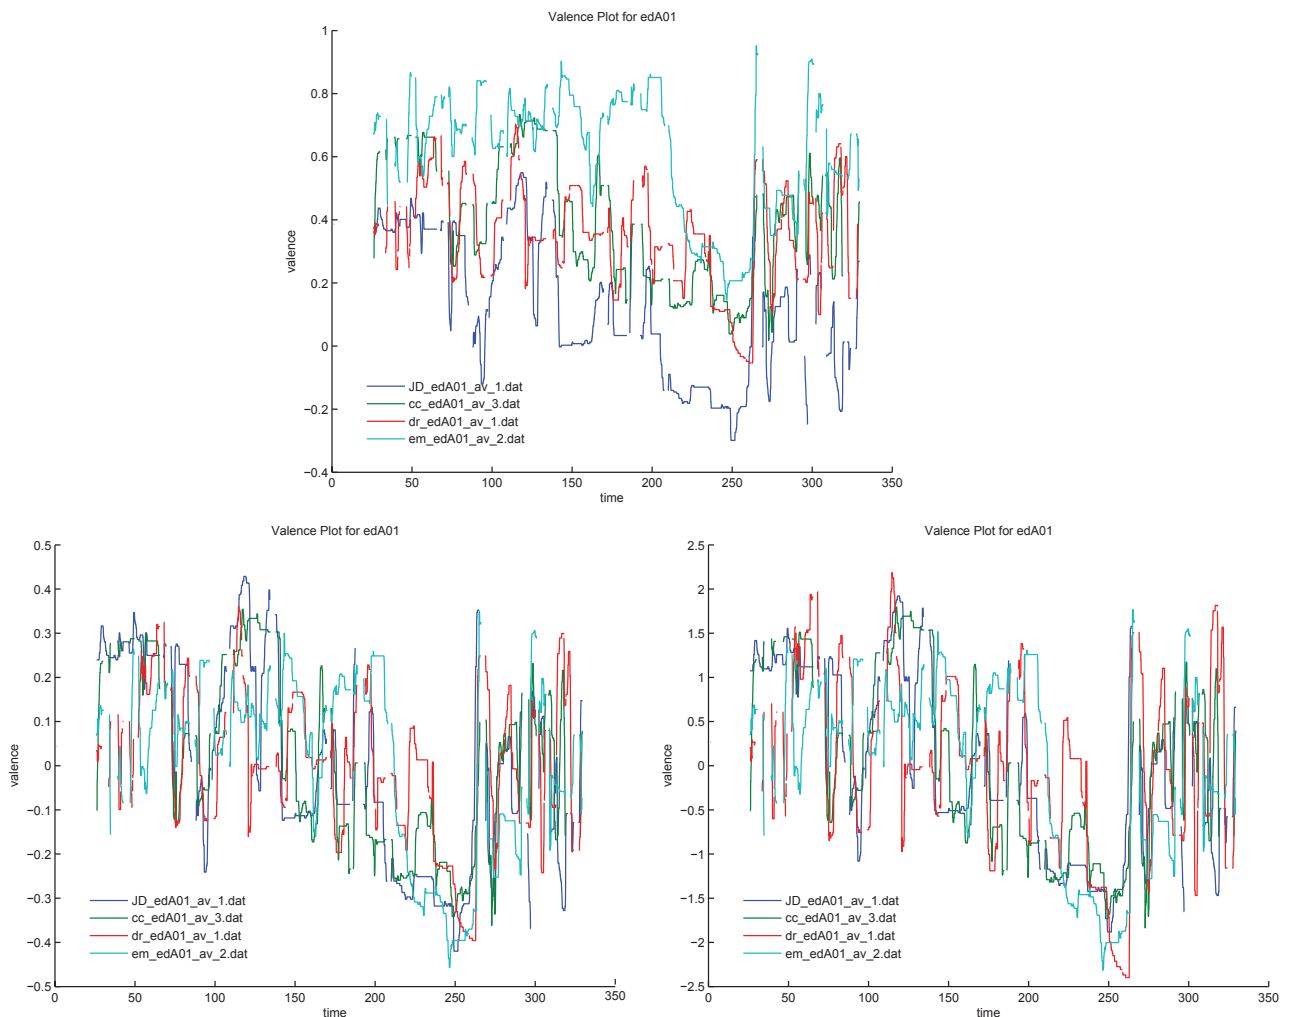 Valence Plot for edA01
1
0.8
0.6
0.4
0.2
0
−0.2
−0.4
valence
JD_edA01_av_1.dat
cc_edA01_av_3.dat
dr_edA01_av_1.dat
em_edA01_av_2.dat
0 50 100 150 200 250 300 350
time
Valence Plot for edA01
0.5
0.4
0.3
0.2
0.1
0
−0.1
−0.2
−0.3
−0.4
−0.5
valence
JD_edA01_av_1.dat
cc_edA01_av_3.dat
dr_edA01_av_1.dat
em_edA01_av_2.dat
0 50 100 150 200 250 300 350
time
Valence Plot for edA01
2.5
2
1.5
1
0.5
0
−0.5
−1
−1.5
−2
−2.5
valence
JD_edA01_av_1.dat
cc_edA01_av_3.dat
dr_edA01_av_1.dat
em_edA01_av_2.dat
0 50 100 150 200 250 300 350
time